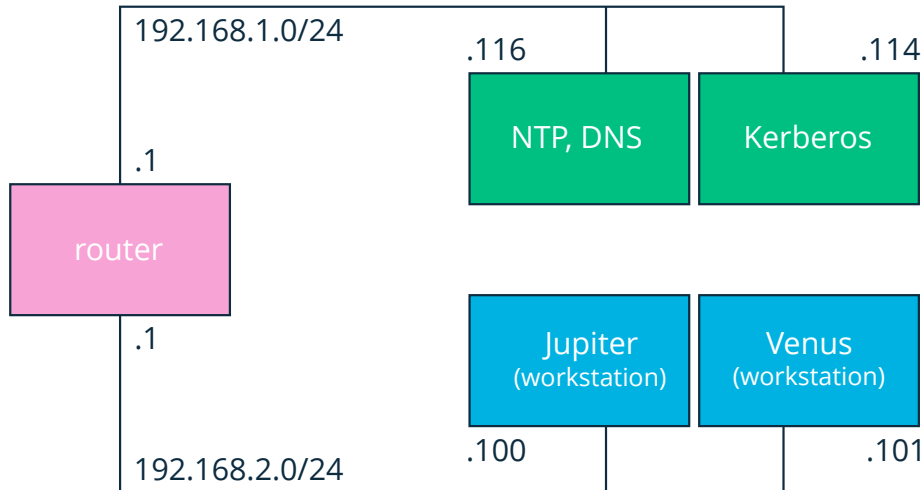 192.168.1.0/24
.116
.114
NTP, DNS
Kerberos
.1
router
.1
Jupiter
(workstation)
Venus
(workstation)
.100
.101
192.168.2.0/24